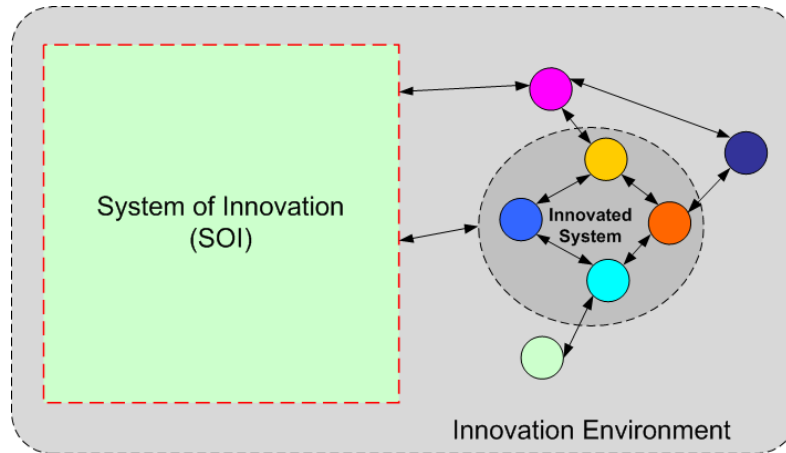 System of Innovation
(SOI)
Innovated
System
Innovation Environment